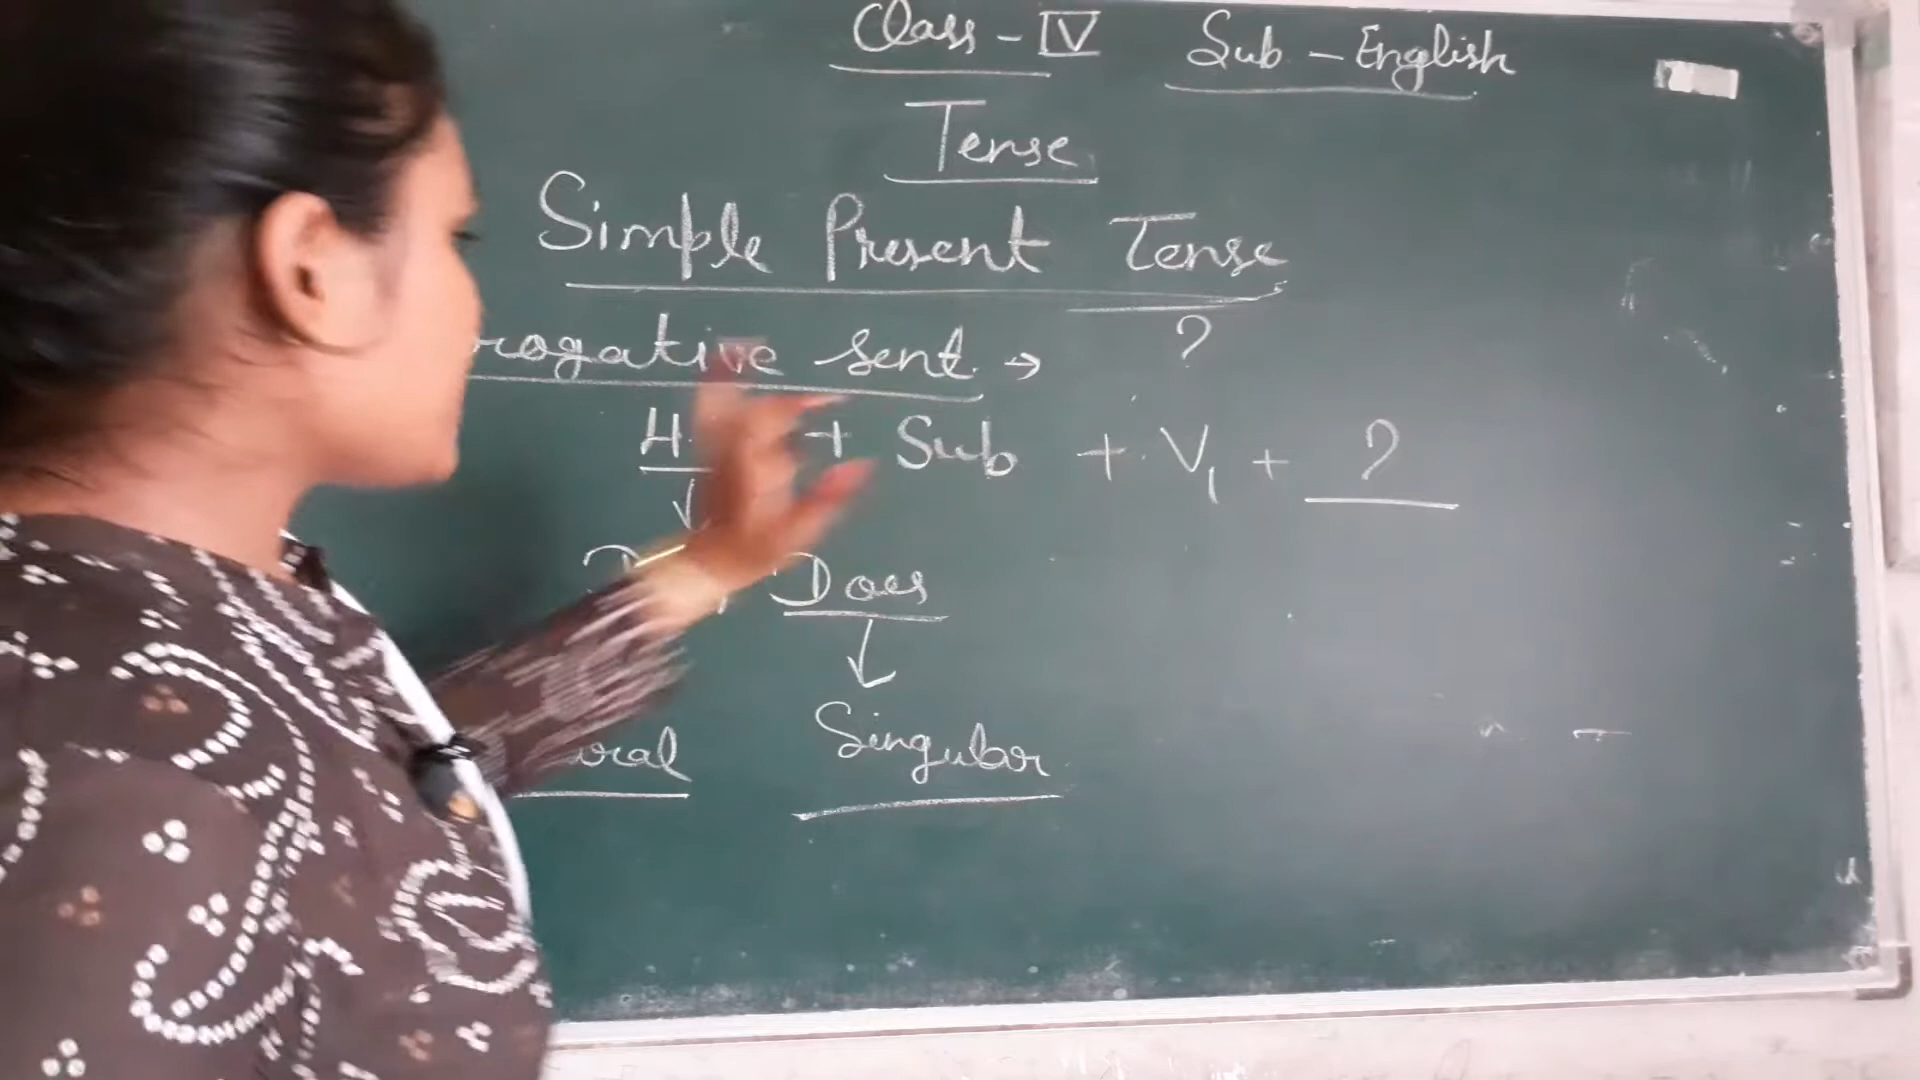 Class - IV Sub - English
Tense
Simple Present Tense
rogative sent. → ?
H. + Sub + V1 + ?
Does
Singular